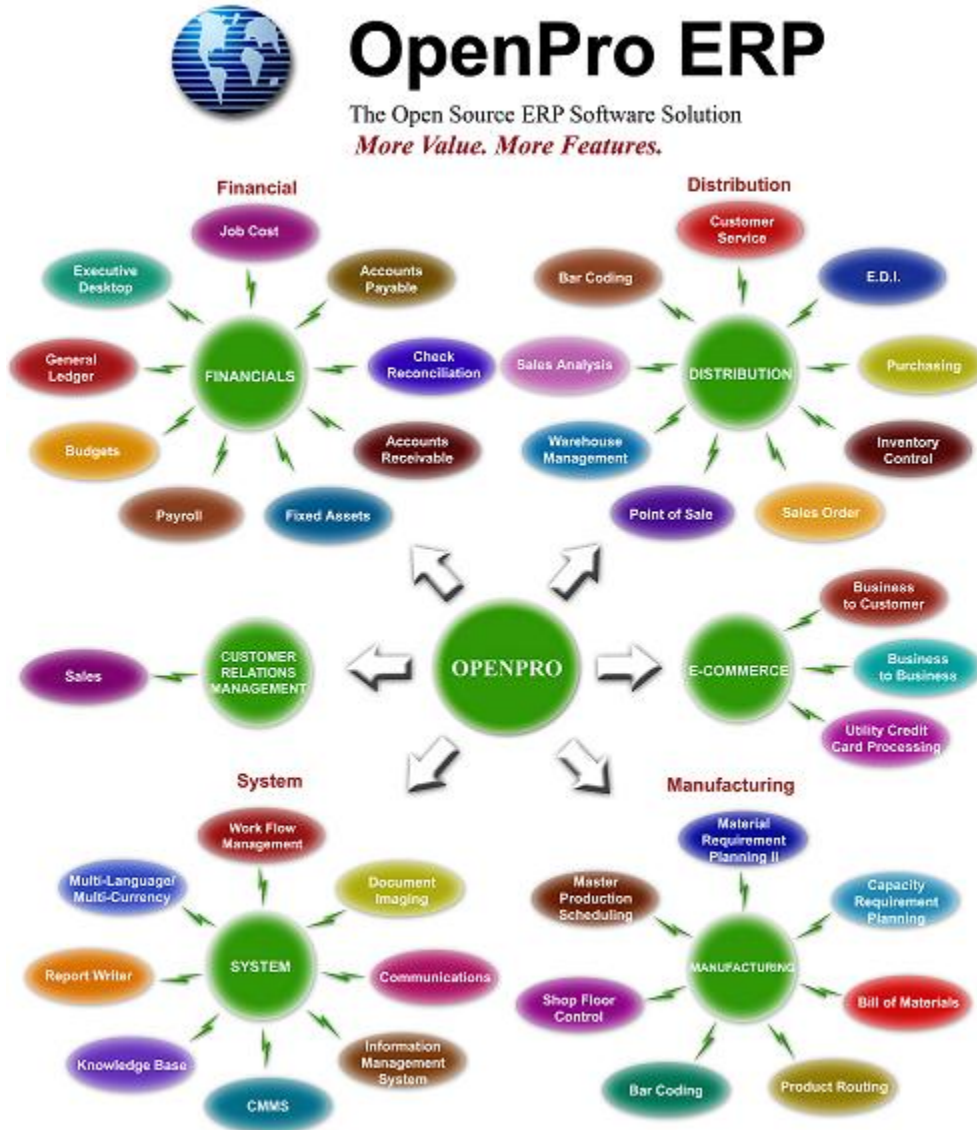 OpenPro ERP
The Open Source ERP Software Solution
More Value. More Features.
Financial
Job Cost
Executive
Desktop
Accounts
Payable
General
Ledger
FINANCIALS
Check
Reconciliation
Budgets
Accounts
Receivable
Payroll
Fixed Assets
Distribution
Customer
Service
Bar Coding
E.D.I.
Sales Analysis
DISTRIBUTION
Purchasing
Warehouse
Management
Inventory
Control
Point of Sale
Sales Order
Sales
CUSTOMER
RELATIONS
MANAGEMENT
OPENPRO
E-COMMERCE
Business
to Customer
Business
to Business
Utility Credit
Card Processing
System
Work Flow
Management
Multi-Language/
Multi-Currency
Document
Imaging
Report Writer
SYSTEM
Communications
Knowledge Base
Information
Management
System
CMMS
Manufacturing
Material
Requirement
Planning II
Master
Production
Scheduling
Capacity
Requirement
Planning
MANUFACTURING
Shop Floor
Control
Bill of Materials
Bar Coding
Product Routing